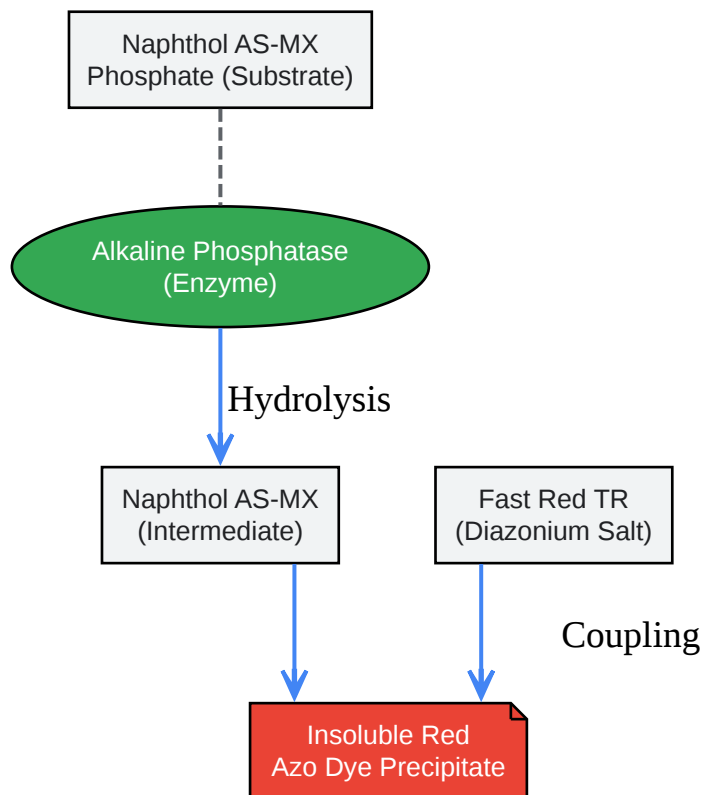 Naphthol AS-MX
Phosphate (Substrate)
Alkaline Phosphatase
(Enzyme)
Hydrolysis
Naphthol AS-MX
(Intermediate)
Fast Red TR
(Diazonium Salt)
Coupling
Insoluble Red
Azo Dye Precipitate